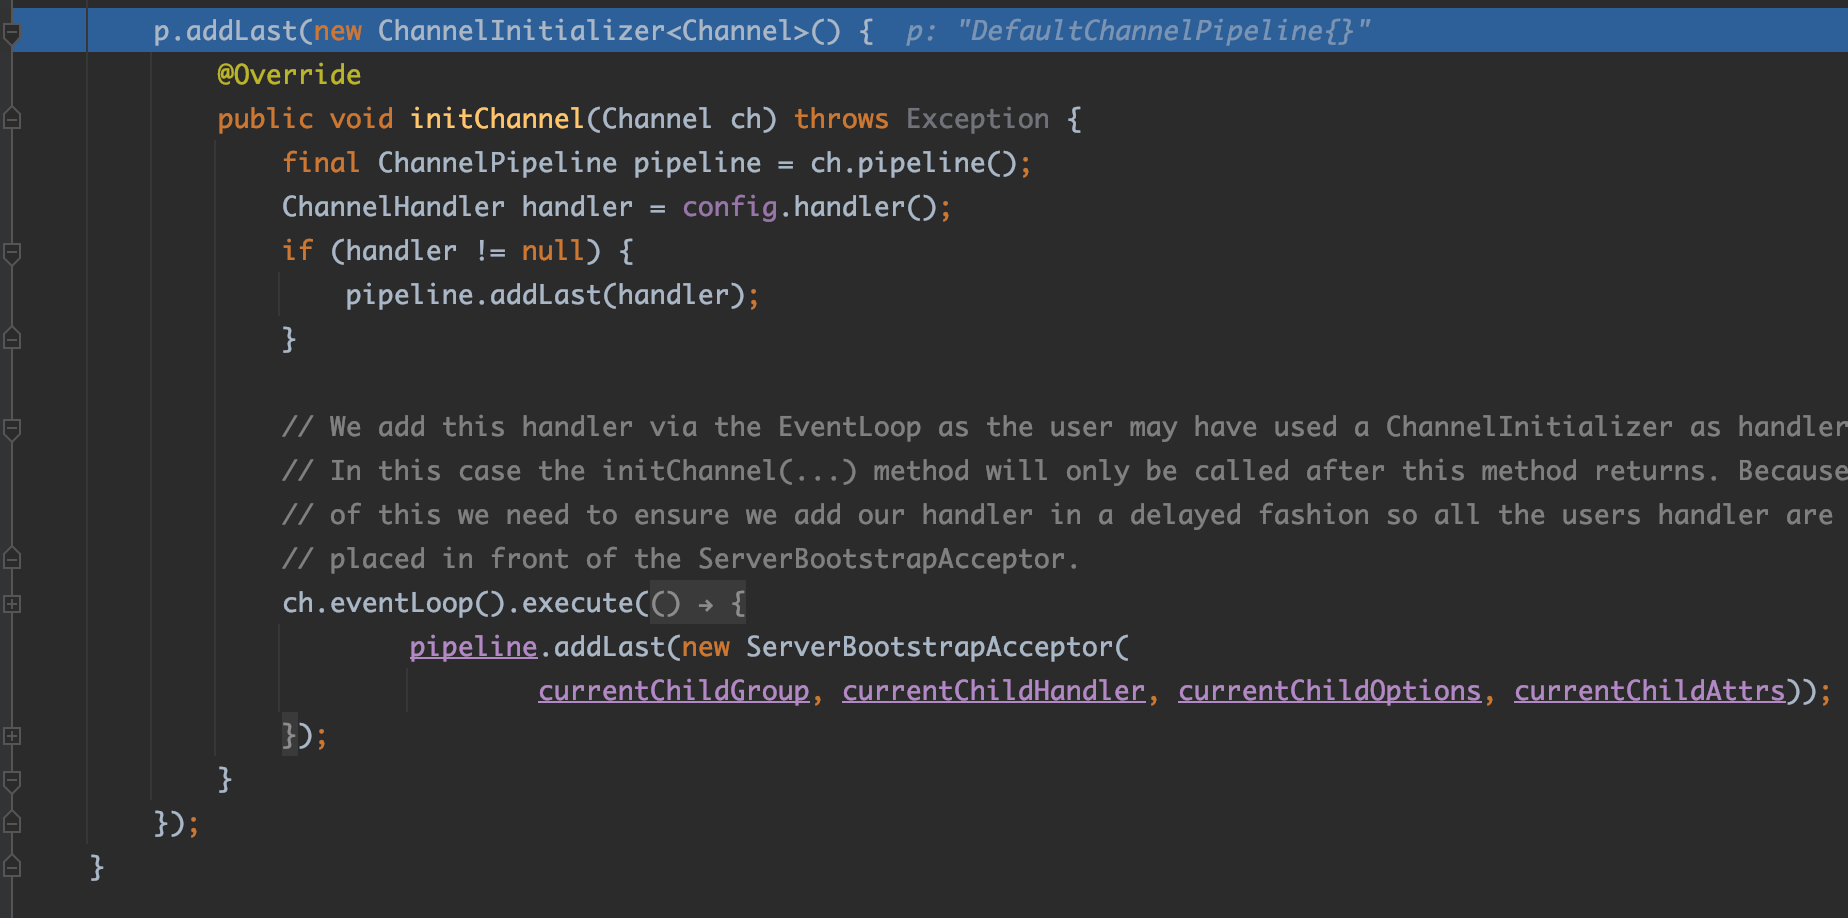 p.addLast(new ChannelInitializer<Channel>() {  p: "DefaultChannelPipeline{}"
@Override
public void initChannel(Channel ch) throws Exception {
final ChannelPipeline pipeline = ch.pipeline();
ChannelHandler handler = config.handler();
if (handler != null) {
pipeline.addLast(handler);
}
// We add this handler via the EventLoop as the user may have used a ChannelInitializer as handler
// In this case the initChannel(...) method will only be called after this method returns. Because
// of this we need to ensure we add our handler in a delayed fashion so all the users handler are
// placed in front of the ServerBootstrapAcceptor.
ch.eventLoop().execute(() → {
pipeline.addLast(new ServerBootstrapAcceptor(
currentChildGroup, currentChildHandler, currentChildOptions, currentChildAttrs));
});
}
});
}